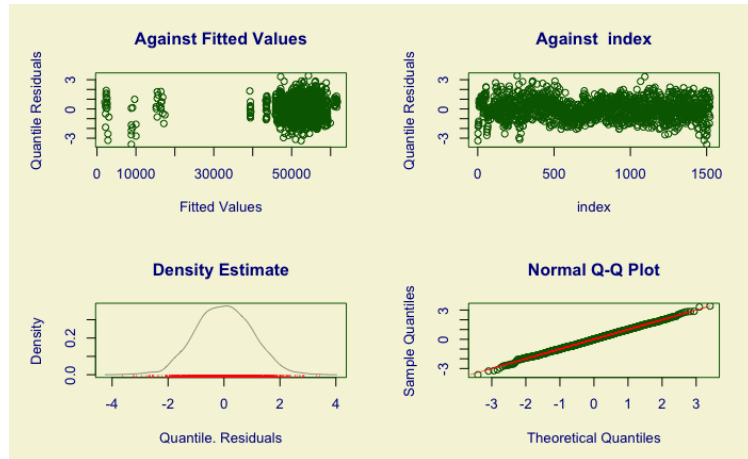 Against Fitted Values
Quantile Residuals
3
0
-3
0
10000
30000
50000
Fitted Values
Against index
Quantile Residuals
3
0
-3
0
500
1000
1500
index
Density Estimate
Density
0.2
0.0
-4
-2
0
2
4
Quantile. Residuals
Normal Q-Q Plot
Sample Quantiles
3
0
-3
-3
-2
-1
0
1
2
3
Theoretical Quantiles